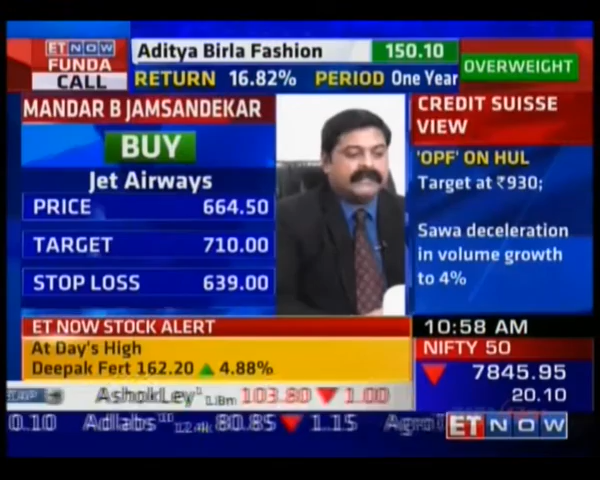 ET NOW
FUNDA
CALL
Aditya Birla Fashion 150.10
RETURN 16.82% PERIOD One Year
OVERWEIGHT
MANDAR B JAMSANDEKAR
BUY
Jet Airways
PRICE 664.50
TARGET 710.00
STOP LOSS 639.00
CREDIT SUISSE
VIEW
'OPF' ON HUL
Target at ₹930;
Sawa deceleration
in volume growth
to 4%
ET NOW STOCK ALERT
At Day's High
Deepak Fert 162.20 ▲ 4.88%
10:58 AM
NIFTY 50
▼ 7845.95
20.10
AshokLey 103.80 ▼ 1.00
0.10 Adlabs 80.85 ▼ 1.15
ET NOW